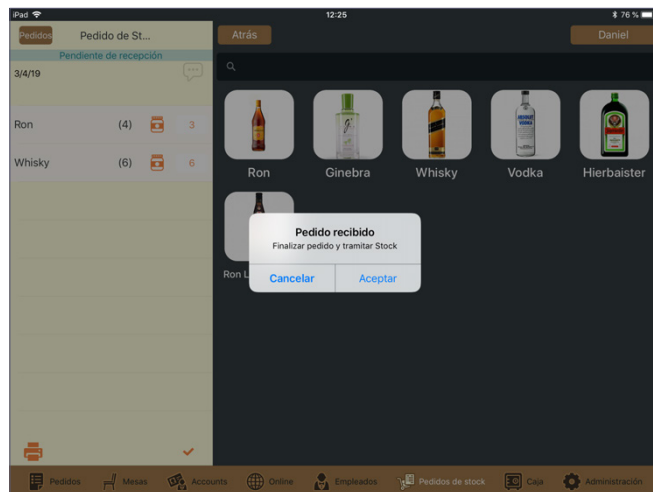 iPad 12:25 76 %
Pedidos Pedido de St... Atrás Daniel
Pendiente de recepción
3/4/19
Ron (4) 3
Whisky (6) 6
Ron Ginebra Whisky Vodka Hierbaister
Pedido recibido
Finalizar pedido y tramitar Stock
Ron L
Cancelar Aceptar
Pedidos Mesas Accounts Online Empleados Pedidos de stock Caja Administración